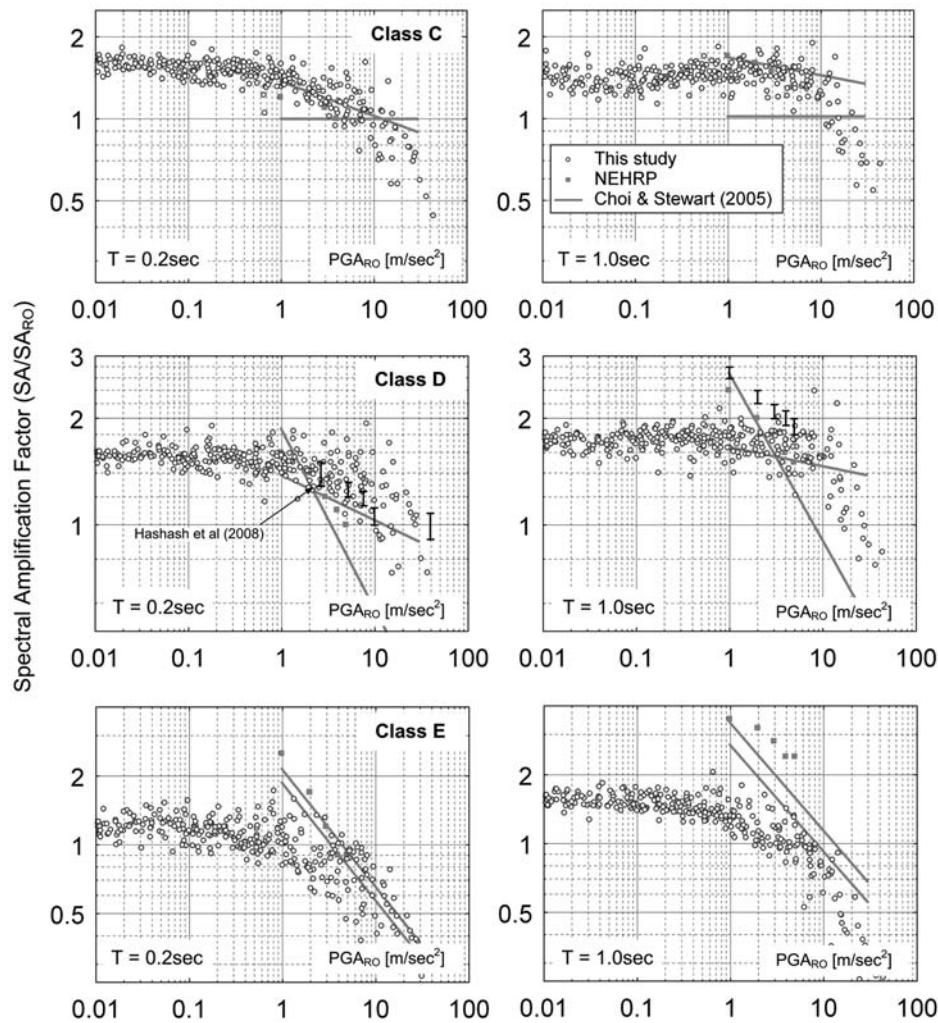 Spectral Amplification Factor (SA/SA_RO)
2
1
0.5
Class C
T = 0.2sec
PGA_RO [m/sec²]
0.01 0.1 1 10 100
2
1
0.5
This study
NEHRP
Choi & Stewart (2005)
T = 1.0sec
PGA_RO [m/sec²]
0.01 0.1 1 10 100
3
2
1
Class D
Hashash et al (2008)
T = 0.2sec
PGA_RO [m/sec²]
0.01 0.1 1 10 100
3
2
1
T = 1.0sec
PGA_RO [m/sec²]
0.01 0.1 1 10 100
2
1
0.5
Class E
T = 0.2sec
PGA_RO [m/sec²]
0.01 0.1 1 10 100
2
1
0.5
T = 1.0sec
PGA_RO [m/sec²]
0.01 0.1 1 10 100